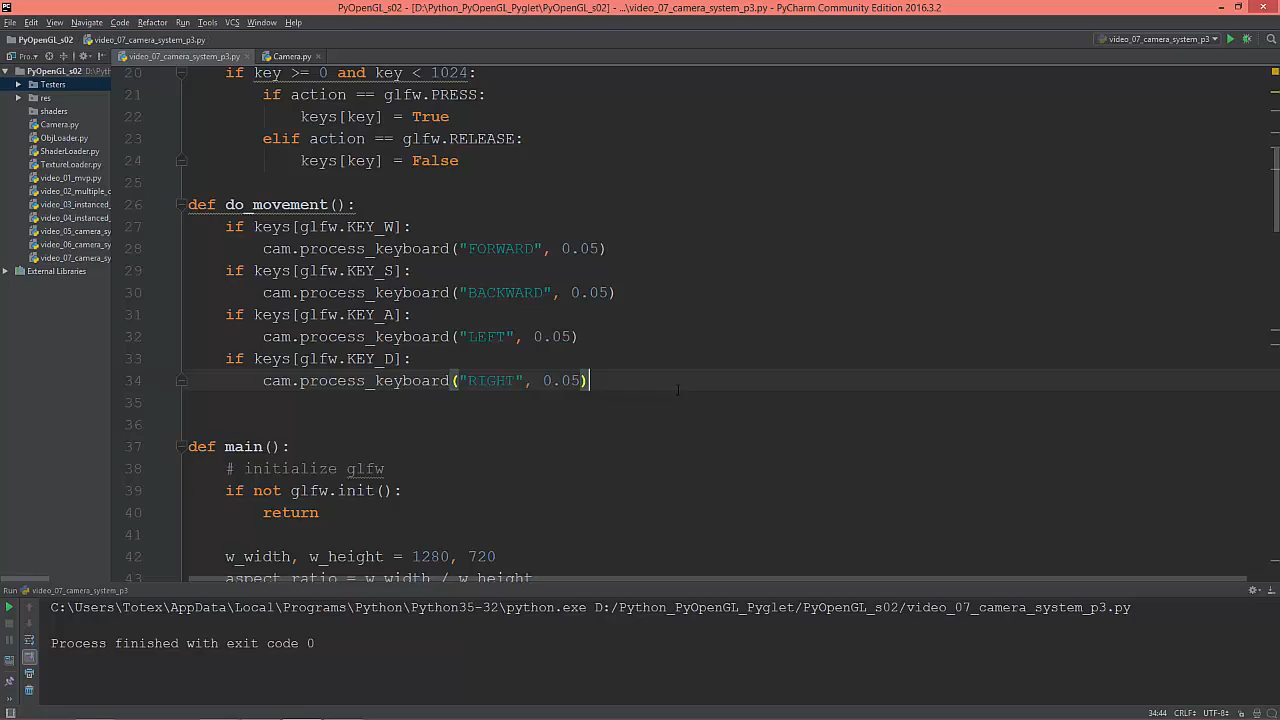 PyOpenGL_s02 - [D:\Python_PyOpenGL_Pyglet\PyOpenGL_s02] - ...\video_07_camera_system_p3.py - PyCharm Community Edition 2016.3.2
File Edit View Navigate Code Refactor Run Tools VCS Window Help
PyOpenGL_s02 video_07_camera_system_p3.py
video_07_camera_system_p3
Pro..
video_07_camera_system_p3.py Camera.py
PyOpenGL_s02 D:\Pyth
Testers
res
shaders
Camera.py
ObjLoader.py
ShaderLoader.py
TextureLoader.py
video_01_mvp.py
video_02_multiple_c
video_03_instanced_
video_04_instanced_
video_05_camera_sy
video_06_camera_sy
video_07_camera_sy
External Libraries
20 if key >= 0 and key < 1024:
21 if action == glfw.PRESS:
22 keys[key] = True
23 elif action == glfw.RELEASE:
24 keys[key] = False
25
26 def do_movement():
27 if keys[glfw.KEY_W]:
28 cam.process_keyboard("FORWARD", 0.05)
29 if keys[glfw.KEY_S]:
30 cam.process_keyboard("BACKWARD", 0.05)
31 if keys[glfw.KEY_A]:
32 cam.process_keyboard("LEFT", 0.05)
33 if keys[glfw.KEY_D]:
34 cam.process_keyboard("RIGHT", 0.05)
35
36
37 def main():
38 # initialize glfw
39 if not glfw.init():
40 return
41
42 w_width, w_height = 1280, 720
43 aspect_ratio = w_width / w_height
Run video_07_camera_system_p3
C:\Users\Totex\AppData\Local\Programs\Python\Python35-32\python.exe D:/Python_PyOpenGL_Pyglet/PyOpenGL_s02/video_07_camera_system_p3.py
Process finished with exit code 0
34:44 CRLF÷ UTF-8÷